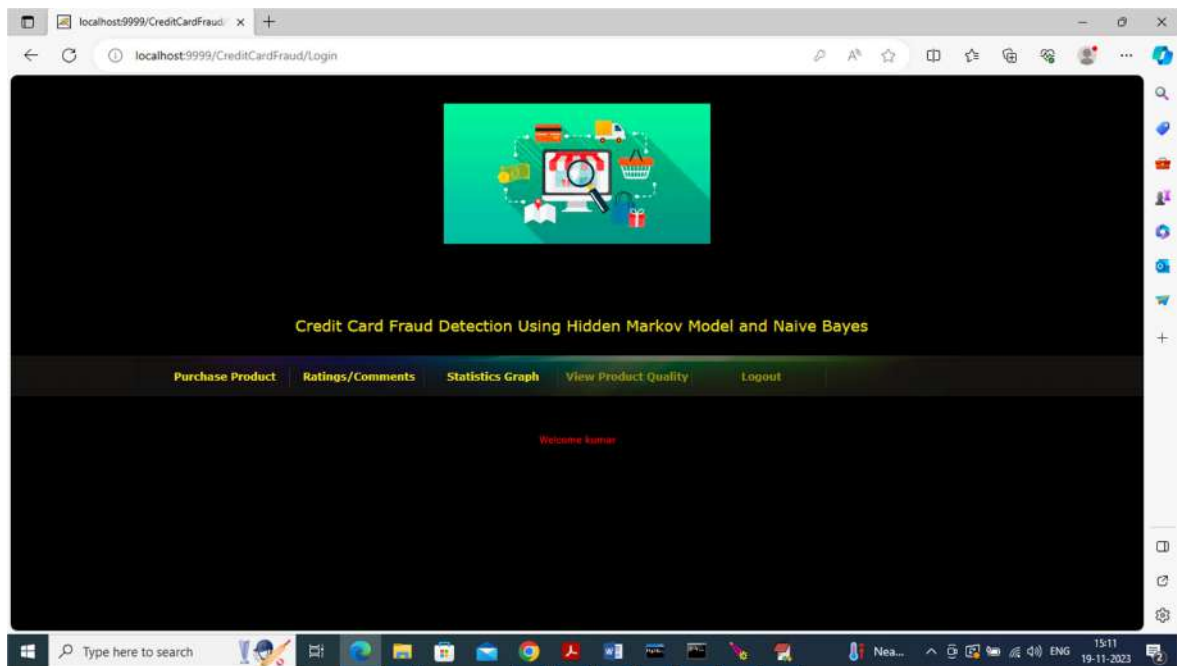 localhost:9999/CreditCardFraud/
localhost:9999/CreditCardFraud/Login
Credit Card Fraud Detection Using Hidden Markov Model and Naive Bayes
Purchase Product Ratings/Comments Statistics Graph View Product Quality Logout
Welcome kumar
Type here to search Nea... ENG 15:11
19-11-2023